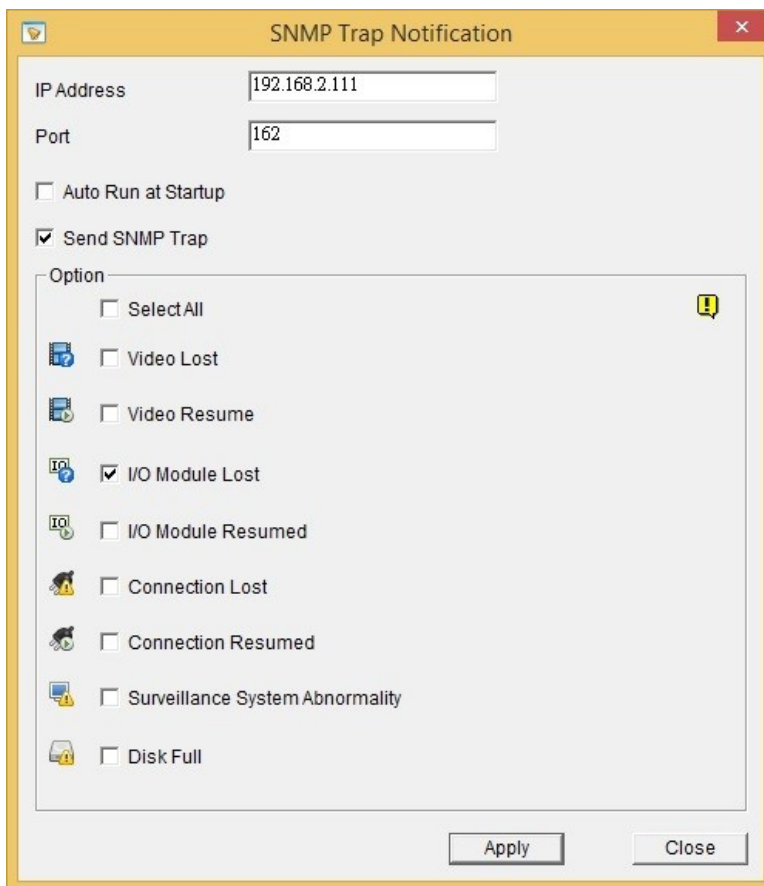 SNMP Trap Notification
IP Address 192.168.2.111
Port 162
Auto Run at Startup
Send SNMP Trap
Option
Select All
Video Lost
Video Resume
I/O Module Lost
I/O Module Resumed
Connection Lost
Connection Resumed
Surveillance System Abnormality
Disk Full
Apply Close